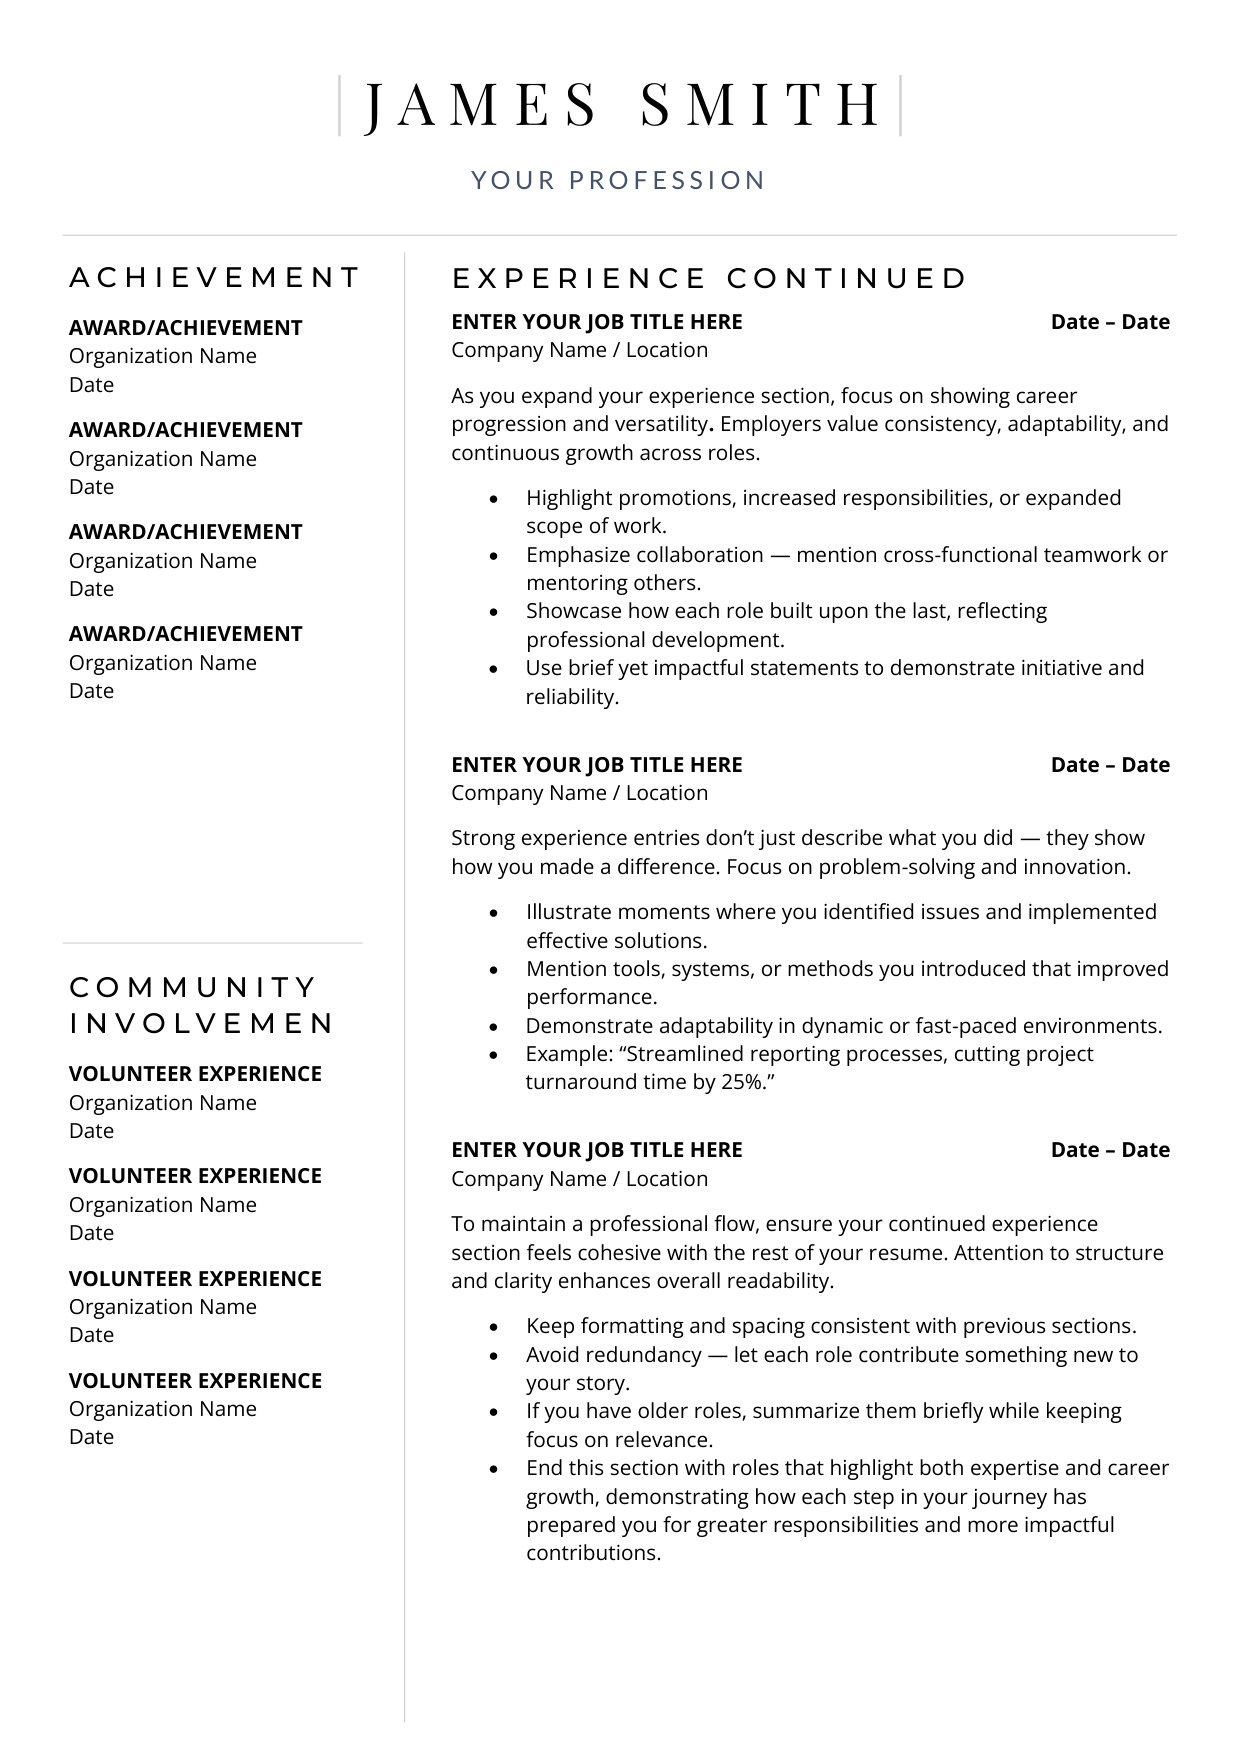 JAMES SMITH
YOUR PROFESSION
ACHIEVEMENT
AWARD/ACHIEVEMENT
Organization Name
Date
AWARD/ACHIEVEMENT
Organization Name
Date
AWARD/ACHIEVEMENT
Organization Name
Date
AWARD/ACHIEVEMENT
Organization Name
Date
COMMUNITY
INVOLVEMEN
VOLUNTEER EXPERIENCE
Organization Name
Date
VOLUNTEER EXPERIENCE
Organization Name
Date
VOLUNTEER EXPERIENCE
Organization Name
Date
VOLUNTEER EXPERIENCE
Organization Name
Date
EXPERIENCE CONTINUED
ENTER YOUR JOB TITLE HERE Date – Date
Company Name / Location
As you expand your experience section, focus on showing career
progression and versatility. Employers value consistency, adaptability, and
continuous growth across roles.
• Highlight promotions, increased responsibilities, or expanded
scope of work.
• Emphasize collaboration — mention cross-functional teamwork or
mentoring others.
• Showcase how each role built upon the last, reflecting
professional development.
• Use brief yet impactful statements to demonstrate initiative and
reliability.
ENTER YOUR JOB TITLE HERE Date – Date
Company Name / Location
Strong experience entries don’t just describe what you did — they show
how you made a difference. Focus on problem-solving and innovation.
• Illustrate moments where you identified issues and implemented
effective solutions.
• Mention tools, systems, or methods you introduced that improved
performance.
• Demonstrate adaptability in dynamic or fast-paced environments.
• Example: “Streamlined reporting processes, cutting project
turnaround time by 25%.”
ENTER YOUR JOB TITLE HERE Date – Date
Company Name / Location
To maintain a professional flow, ensure your continued experience
section feels cohesive with the rest of your resume. Attention to structure
and clarity enhances overall readability.
• Keep formatting and spacing consistent with previous sections.
• Avoid redundancy — let each role contribute something new to
your story.
• If you have older roles, summarize them briefly while keeping
focus on relevance.
• End this section with roles that highlight both expertise and career
growth, demonstrating how each step in your journey has
prepared you for greater responsibilities and more impactful
contributions.